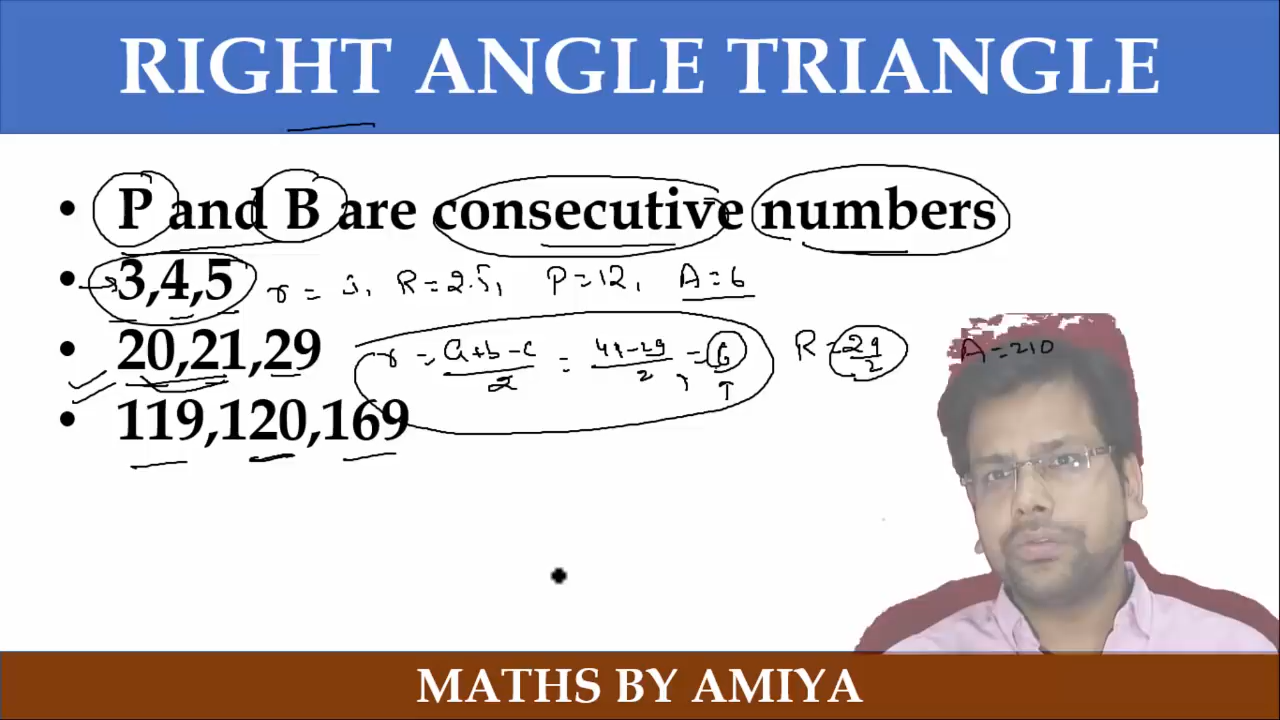 RIGHT ANGLE TRIANGLE
• P and B are consecutive numbers
• 3,4,5 r = R=2.5, P=12, A=6
• 20,21,29 r = a+b-c/2 = 41-29/2, = 6 R=29/2 A=210
• 119,120,169
MATHS BY AMIYA